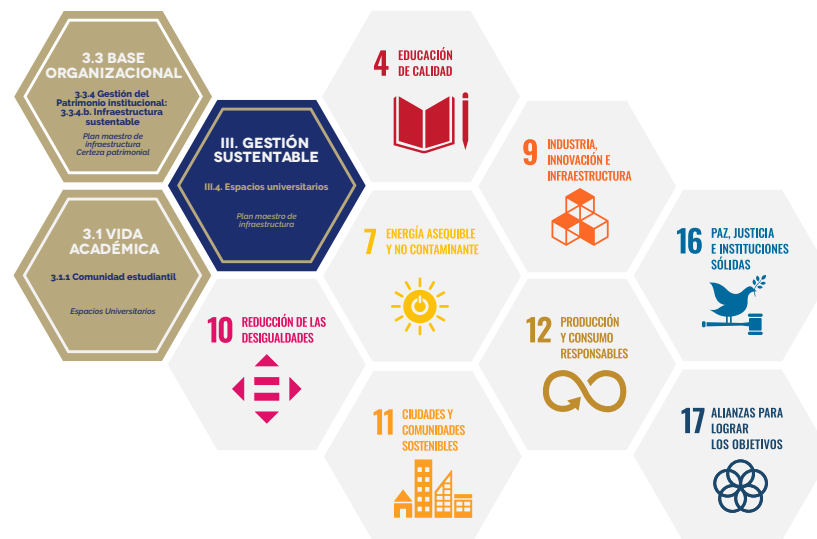 3.3 BASE
ORGANIZACIONAL
3.3.4 Gestión del
Patrimonio institucional:
3.3.4.b. Infraestructura
sustentable
Plan maestro de
infraestructura
Certeza patrimonial
III. GESTIÓN
SUSTENTABLE
III.4. Espacios universitarios
Plan maestro de
infraestructura
3.1 VIDA
ACADÉMICA
3.1.1 Comunidad estudiantil
Espacios Universitarios
4 EDUCACIÓN
DE CALIDAD
9 INDUSTRIA,
INNOVACIÓN E
INFRAESTRUCTURA
7 ENERGÍA ASEQUIBLE
Y NO CONTAMINANTE
16 PAZ, JUSTICIA
E INSTITUCIONES
SÓLIDAS
10 REDUCCIÓN DE LAS
DESIGUALDADES
12 PRODUCCIÓN
Y CONSUMO
RESPONSABLES
11 CIUDADES Y
COMUNIDADES
SOSTENIBLES
17 ALIANZAS PARA
LOGRAR
LOS OBJETIVOS